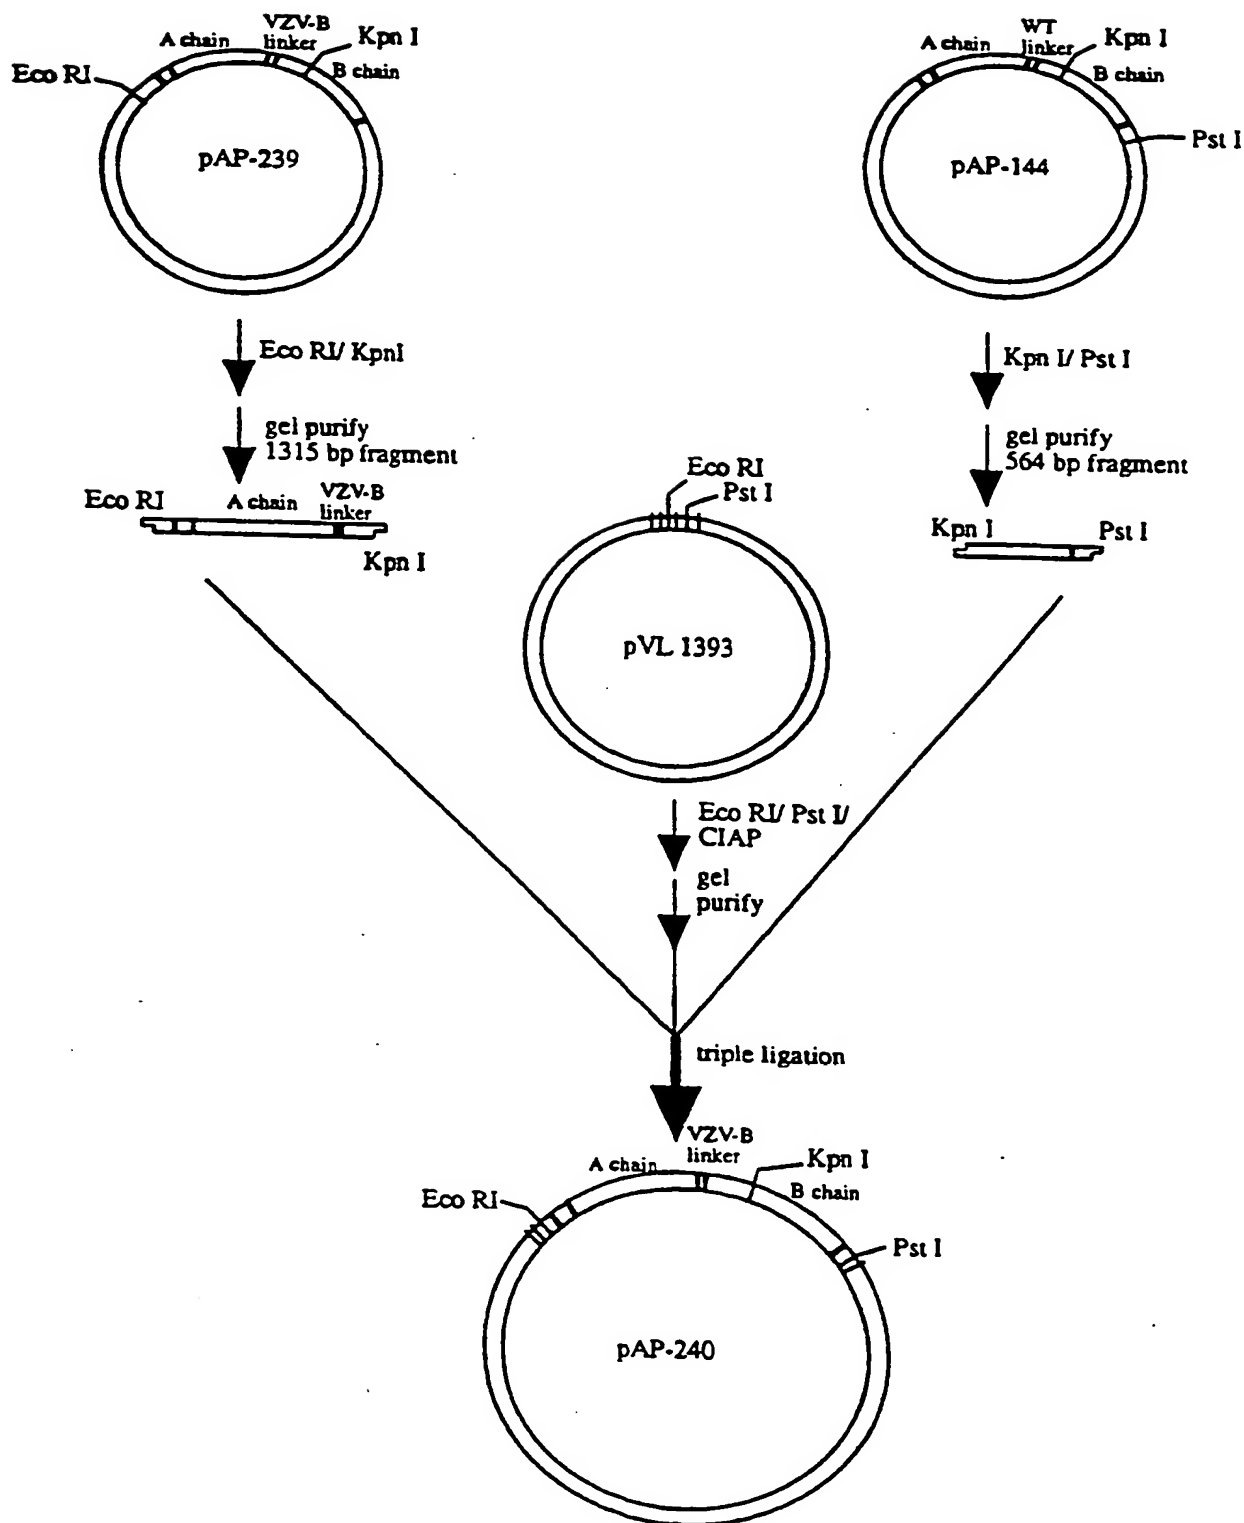 A chain
VZV-B
linker
Kpn I
Eco RI
B chain
pAP-239
A chain
WT
linker
Kpn I
B chain
Pst I
pAP-144
Eco RI/ KpnI
gel purify
1315 bp fragment
Kpn I/ Pst I
gel purify
564 bp fragment
Eco RI
A chain
VZV-B
linker
Kpn I
Eco RI
Pst I
pVL 1393
Kpn I
Pst I
Eco RI/ Pst I/
CIAP
gel
purify
triple ligation
A chain
VZV-B
linker
Kpn I
B chain
Eco RI
Pst I
pAP-240